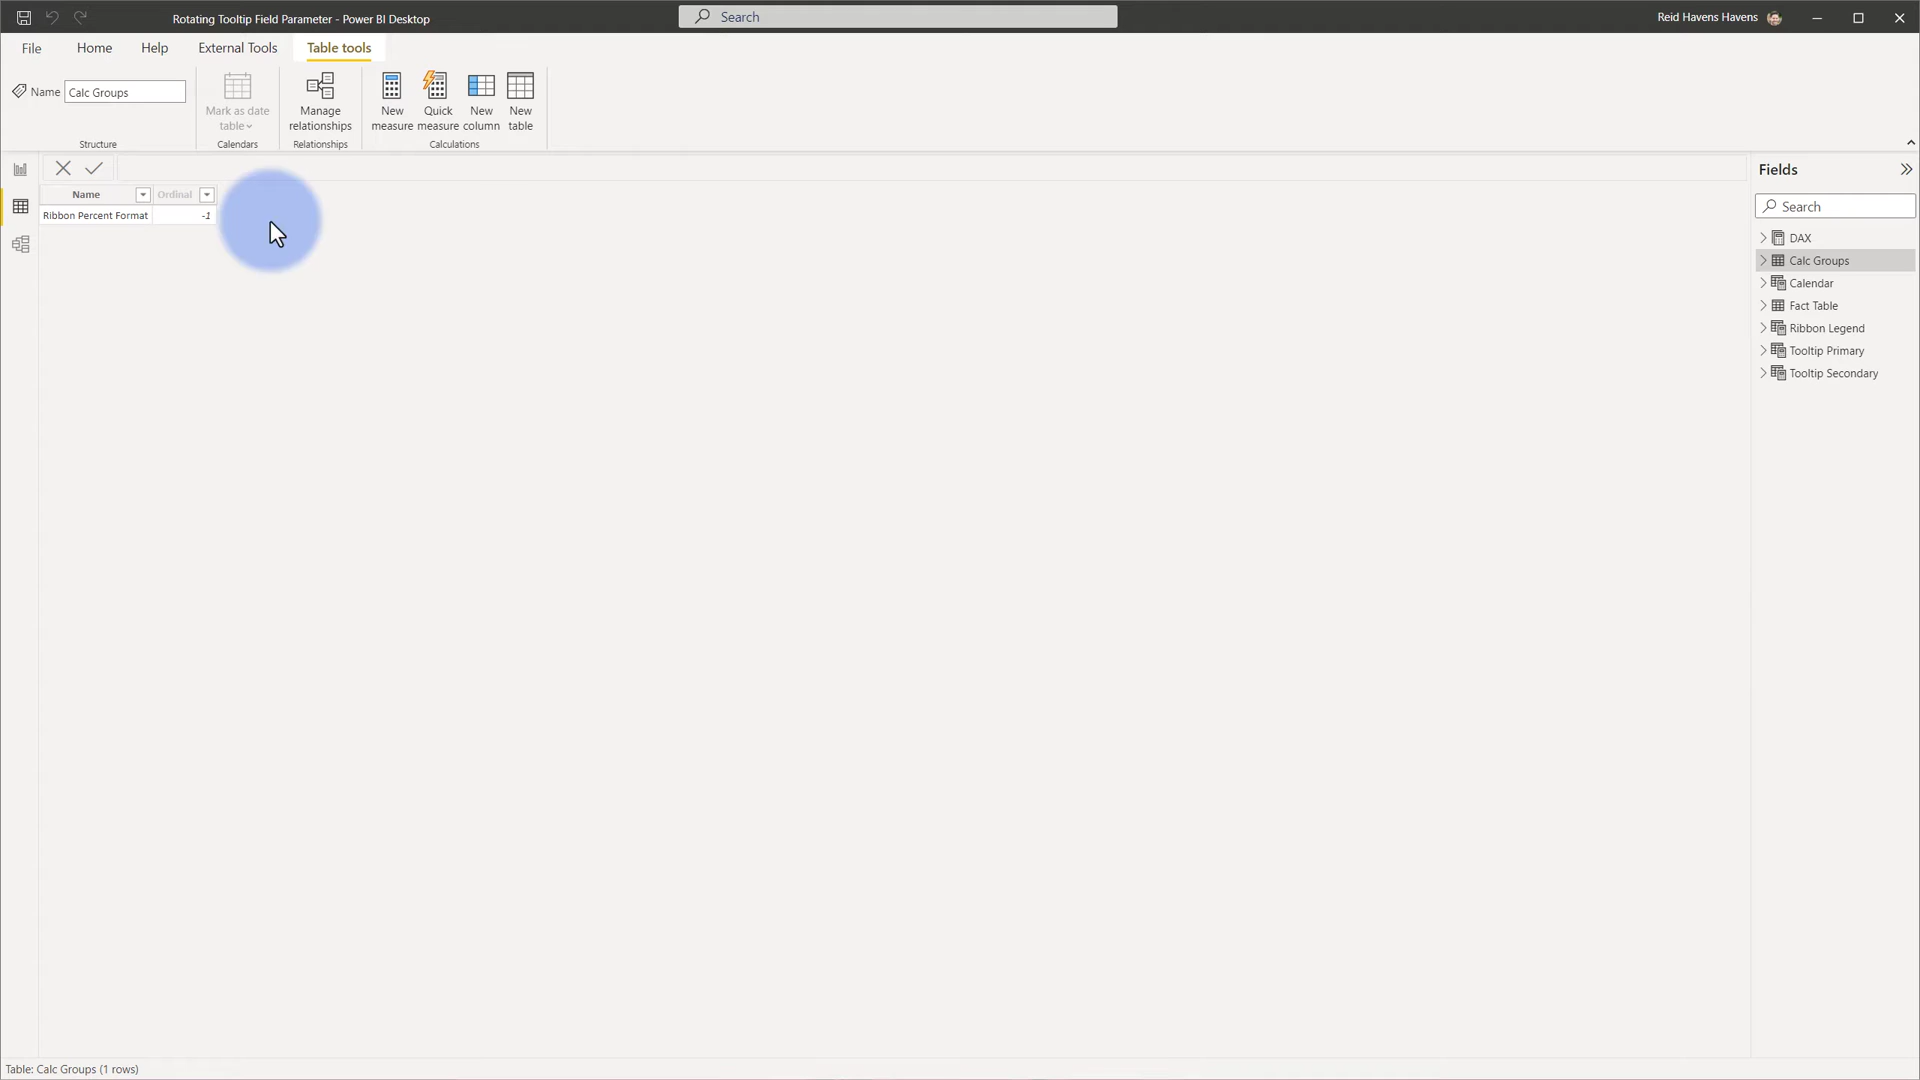 Rotating Tooltip Field Parameter - Power BI Desktop
Search
Reid Havens Havens
File
Home
Help
External Tools
Table tools
Name
Calc Groups
Mark as date
table
Manage
relationships
New
measure
Quick
measure
New
column
New
table
Structure
Calendars
Relationships
Calculations
Name
Ordinal
Ribbon Percent Format
-1
Fields
Search
DAX
Calc Groups
Calendar
Fact Table
Ribbon Legend
Tooltip Primary
Tooltip Secondary
Table: Calc Groups (1 rows)